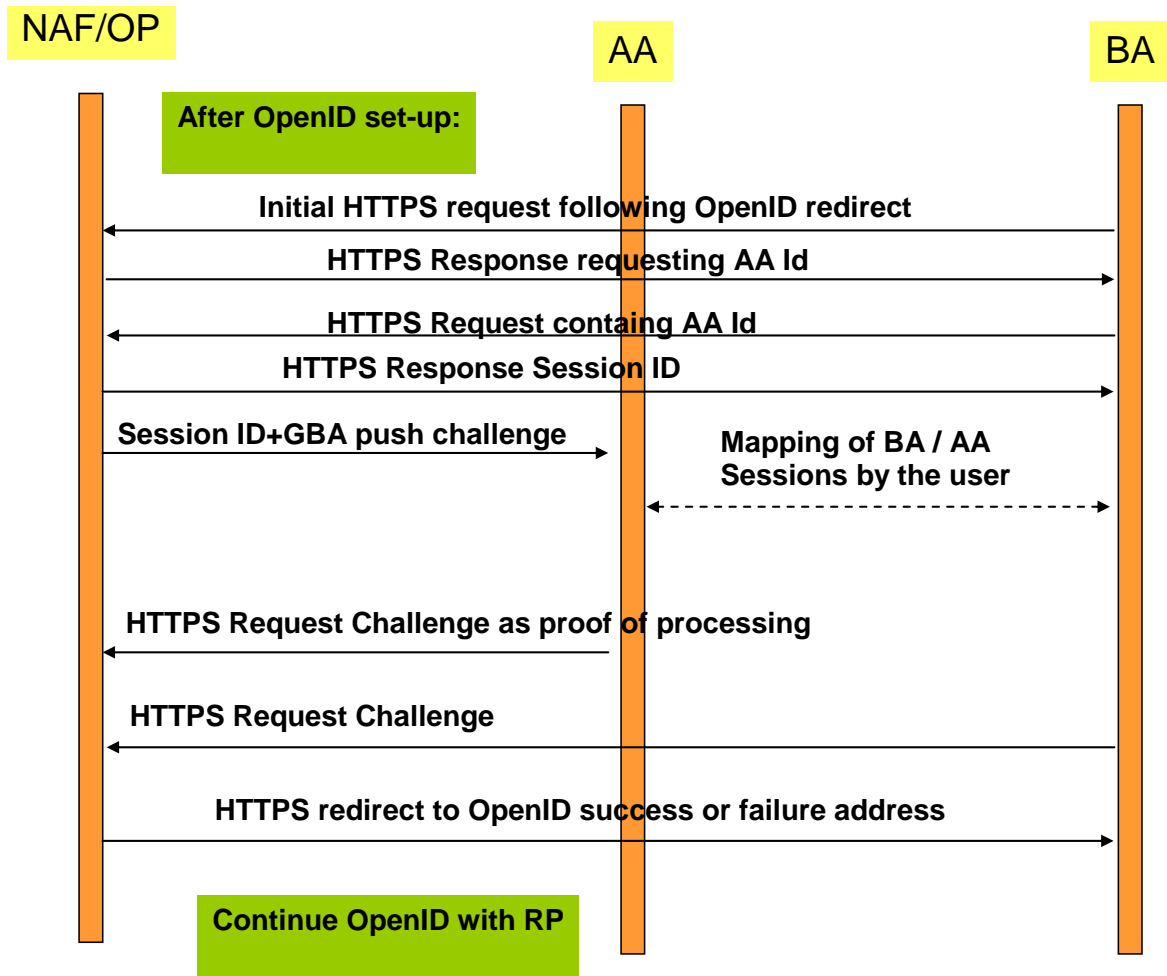 NAF/OP
AA
BA
After OpenID set-up:
Initial HTTPS request following OpenID redirect
HTTPS Response requesting AA Id
HTTPS Request containg AA Id
HTTPS Response Session ID
Session ID+GBA push challenge
Mapping of BA / AA
Sessions by the user
HTTPS Request Challenge as proof of processing
HTTPS Request Challenge
HTTPS redirect to OpenID success or failure address
Continue OpenID with RP